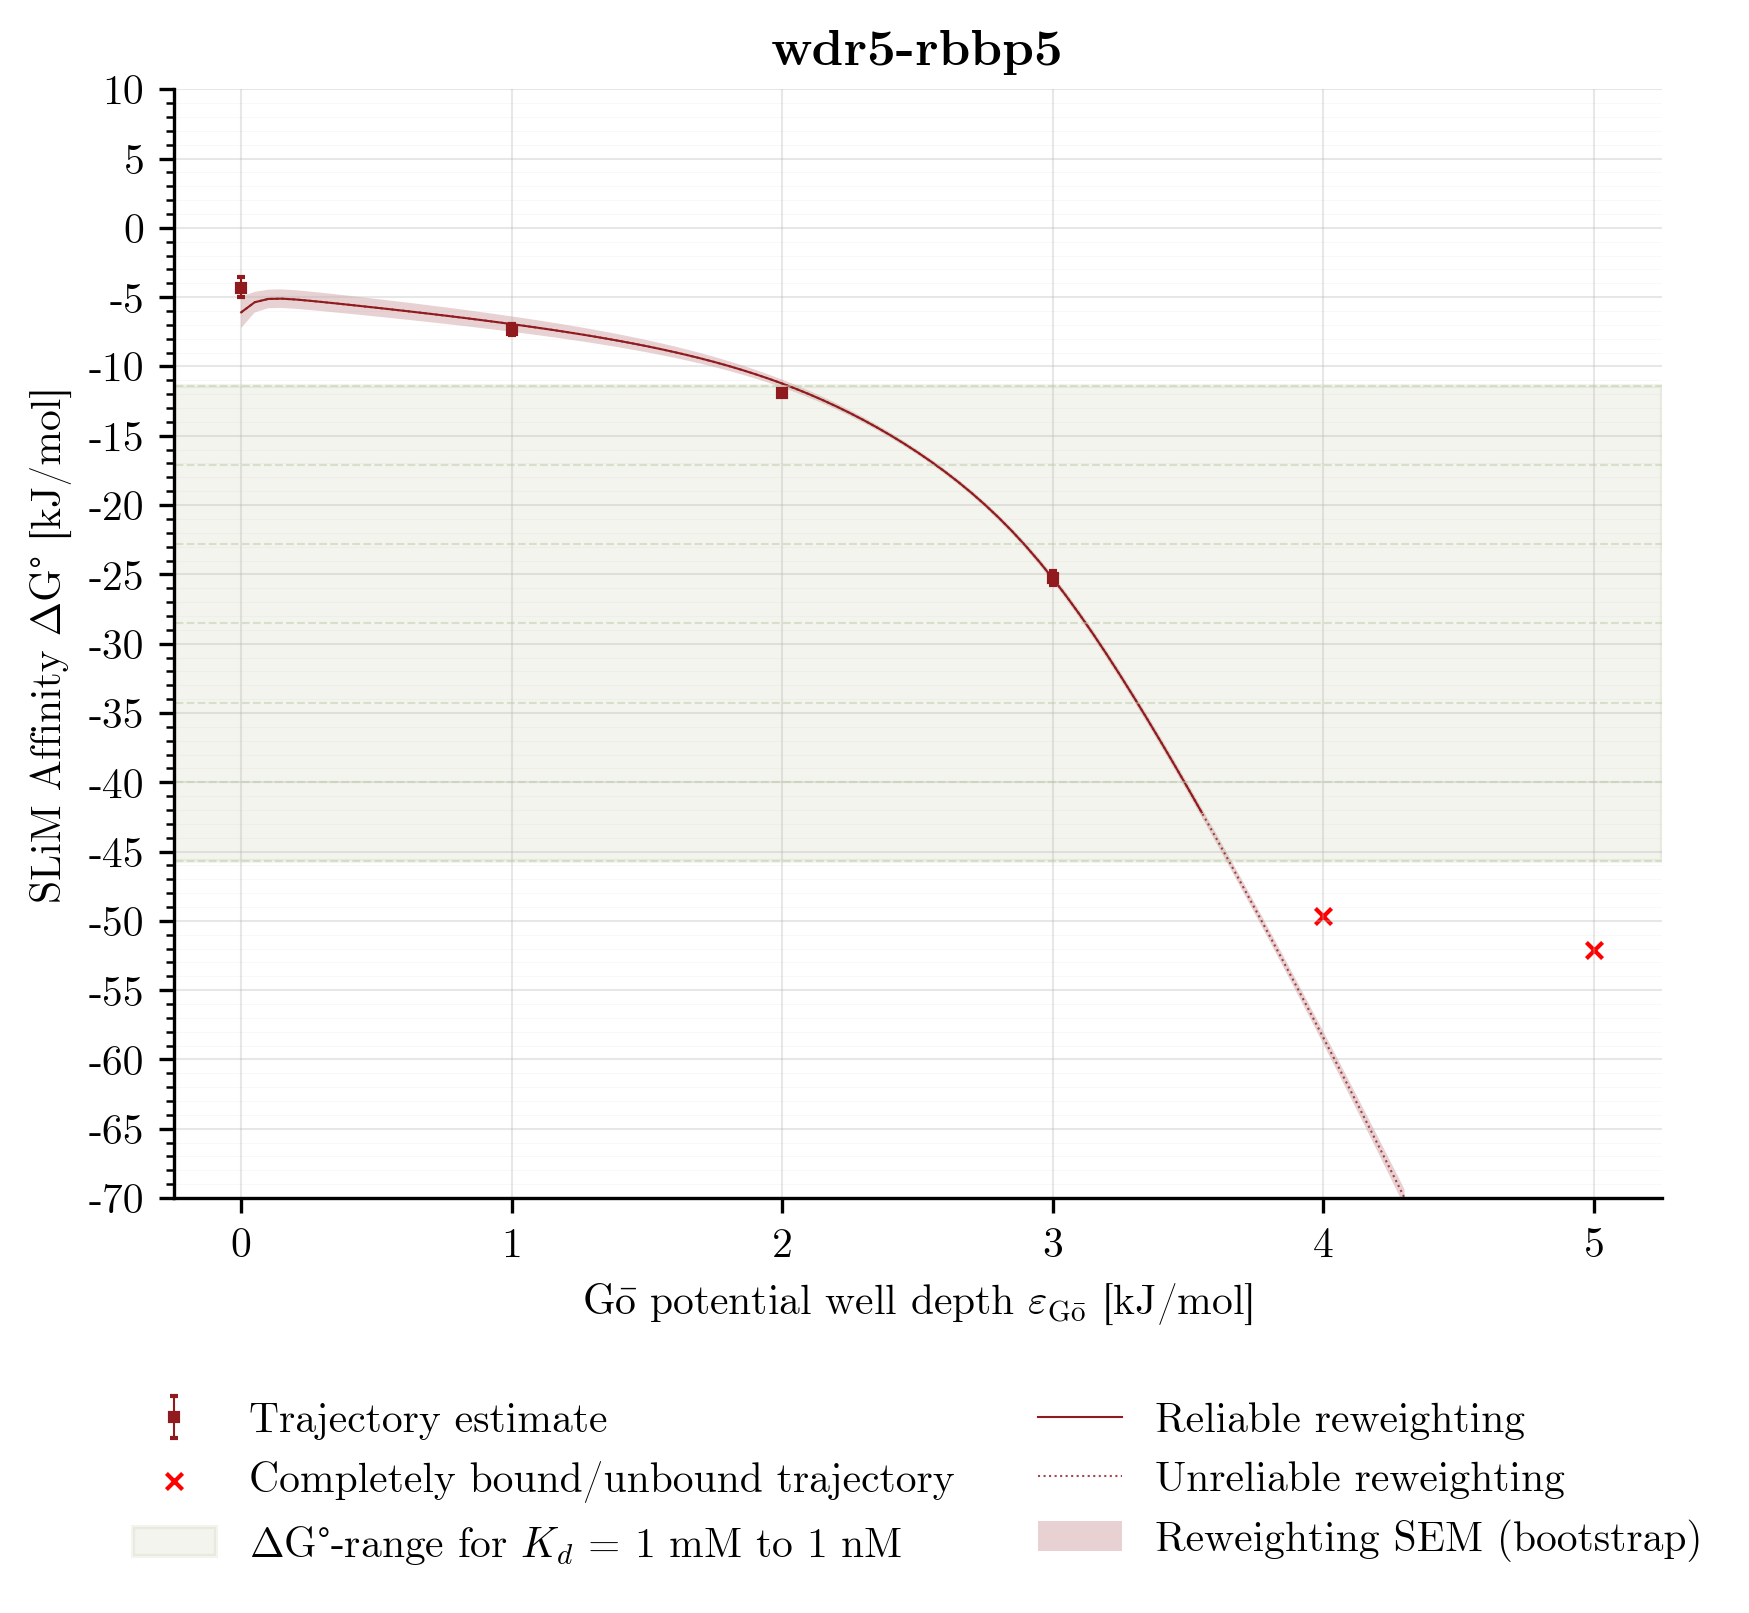 wdr5-rbbp5
10
5
0
-5
-10
-15
-20
-25
-30
-35
-40
-45
-50
-55
-60
-65
-70
SLiM Affinity ΔG° [kJ/mol]
0 1 2 3 4 5
Gō potential well depth ε_Gō [kJ/mol]
Trajectory estimate
Completely bound/unbound trajectory
ΔG°-range for K_d = 1 mM to 1 nM
Reliable reweighting
Unreliable reweighting
Reweighting SEM (bootstrap)